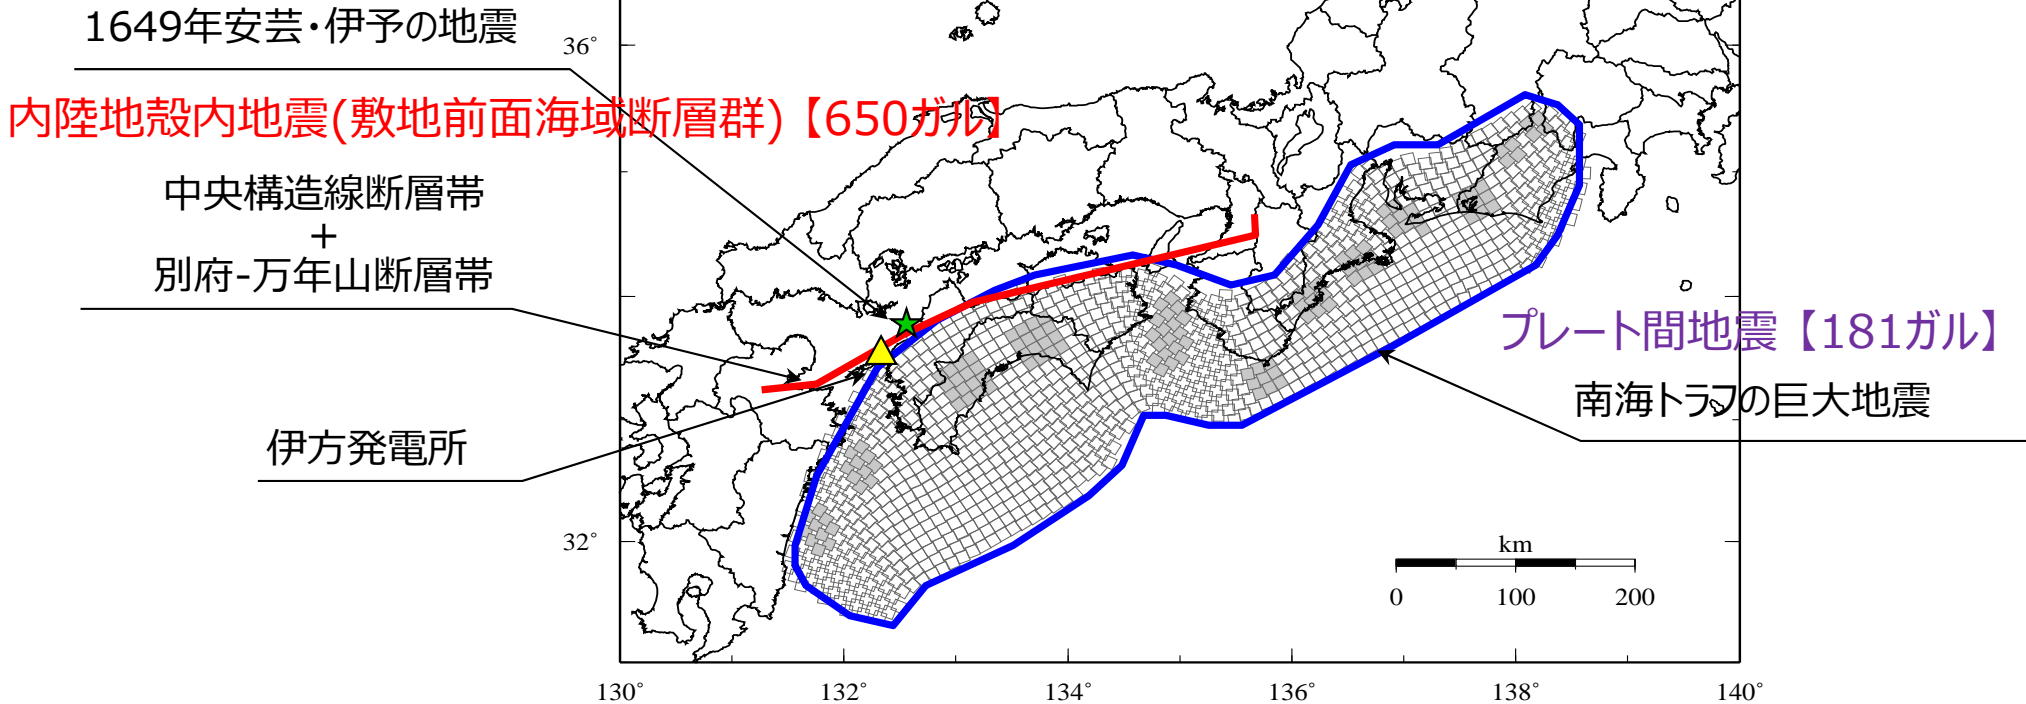 1649年安芸・伊予の地震
36°
内陸地殻内地震(敷地前面海域断層群)【650ガル】
中央構造線断層帯
+
別府-万年山断層帯
プレート間地震【181ガル】
南海トラフの巨大地震
伊方発電所
32°
km
0 100 200
130° 132° 134° 136° 138° 140°